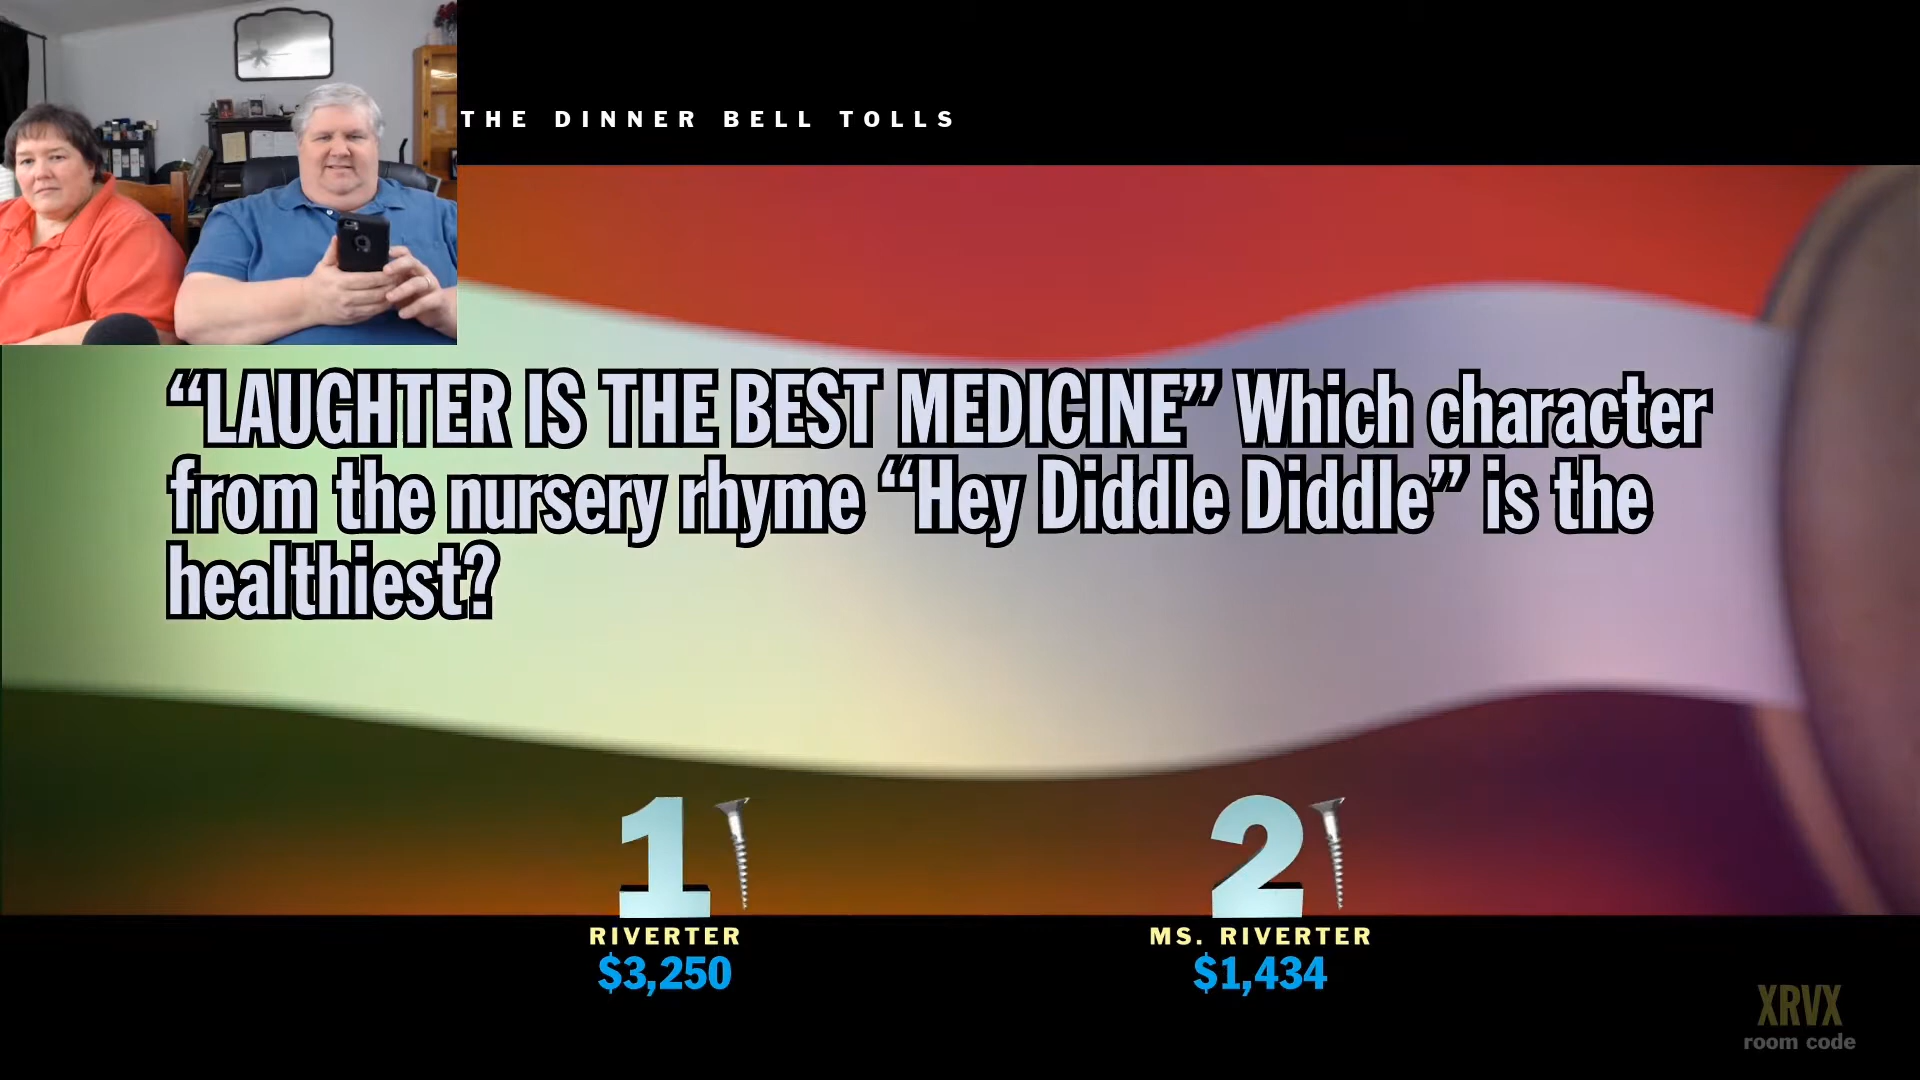 THE DINNER BELL TOLLS
“LAUGHTER IS THE BEST MEDICINE” Which character
from the nursery rhyme “Hey Diddle Diddle” is the
healthiest?
1
2
RIVERTER
MS. RIVERTER
$3,250
$1,434
XRVX
room code